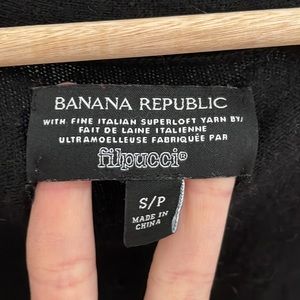 BANANA REPUBLIC
WITH FINE ITALIAN SUPERLOFT YARN BY/
FAIT DE LAINE ITALIENNE
ULTRAMOELLEUSE FABRIQUÉE PAR
filpucci®
S/P
MADE IN
CHINA